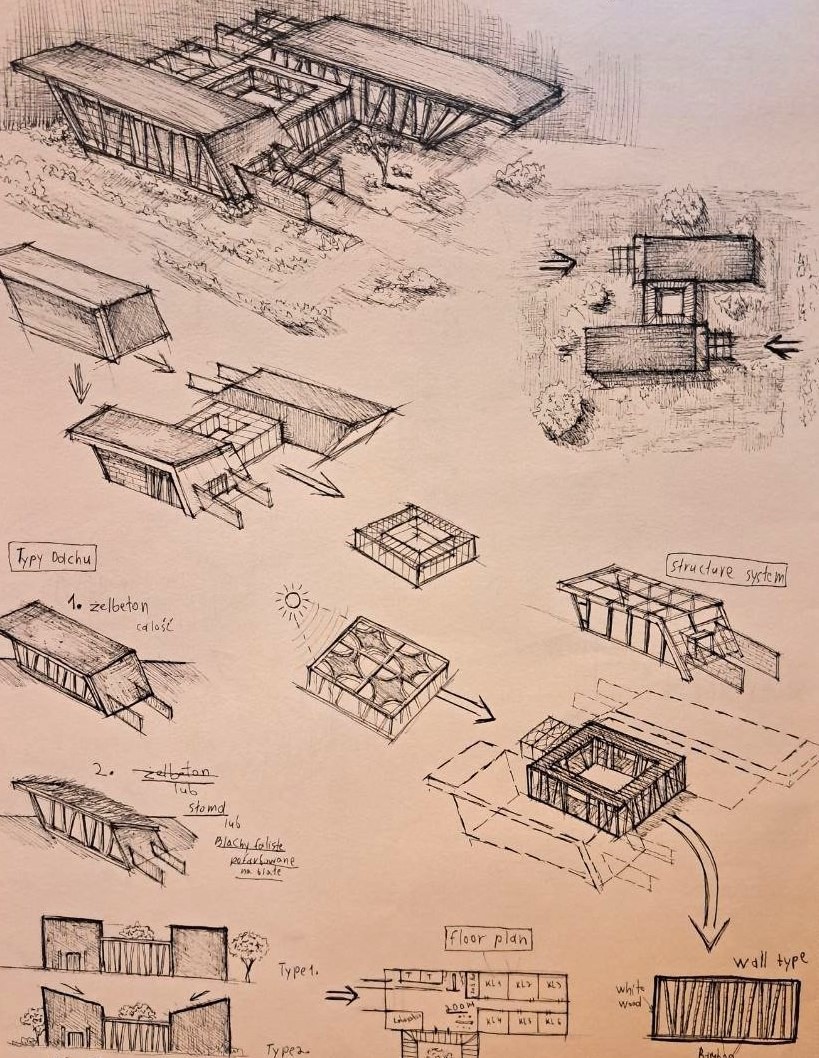 Typy Dachu
structure system
1. żelbeton
całość
2. żelbeton
lub
słoma
lub
Blachy faliste
pofarbowane
na białe
floor plan
wall type
Type 1.
white
wood
T T
KL1 KL2 KL3
ZOOM
KL4 KL5 KL6
Type 2.